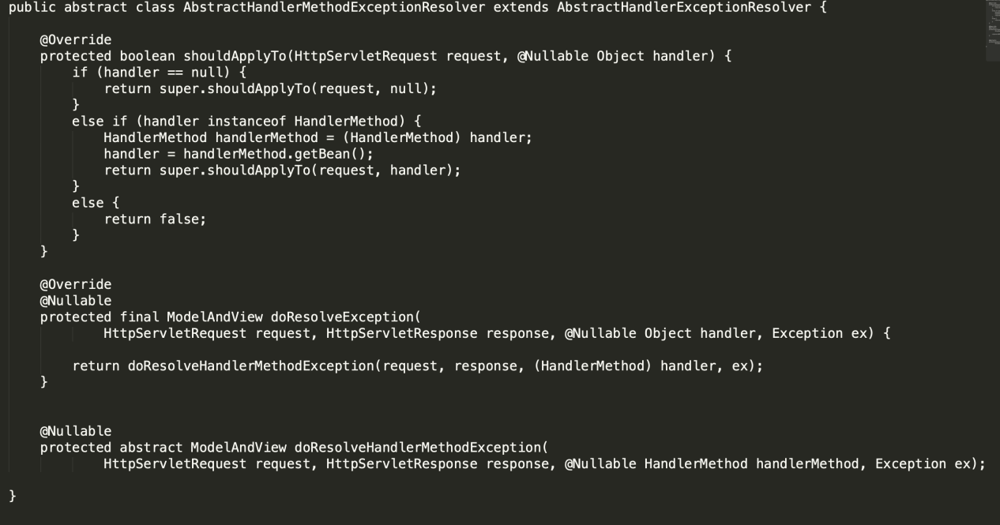 public abstract class AbstractHandlerMethodExceptionResolver extends AbstractHandlerExceptionResolver {
@Override
protected boolean shouldApplyTo(HttpServletRequest request, @Nullable Object handler) {
if (handler == null) {
return super.shouldApplyTo(request, null);
}
else if (handler instanceof HandlerMethod) {
HandlerMethod handlerMethod = (HandlerMethod) handler;
handler = handlerMethod.getBean();
return super.shouldApplyTo(request, handler);
}
else {
return false;
}
}
@Override
@Nullable
protected final ModelAndView doResolveException(
HttpServletRequest request, HttpServletResponse response, @Nullable Object handler, Exception ex) {
return doResolveHandlerMethodException(request, response, (HandlerMethod) handler, ex);
}
@Nullable
protected abstract ModelAndView doResolveHandlerMethodException(
HttpServletRequest request, HttpServletResponse response, @Nullable HandlerMethod handlerMethod, Exception ex);
}